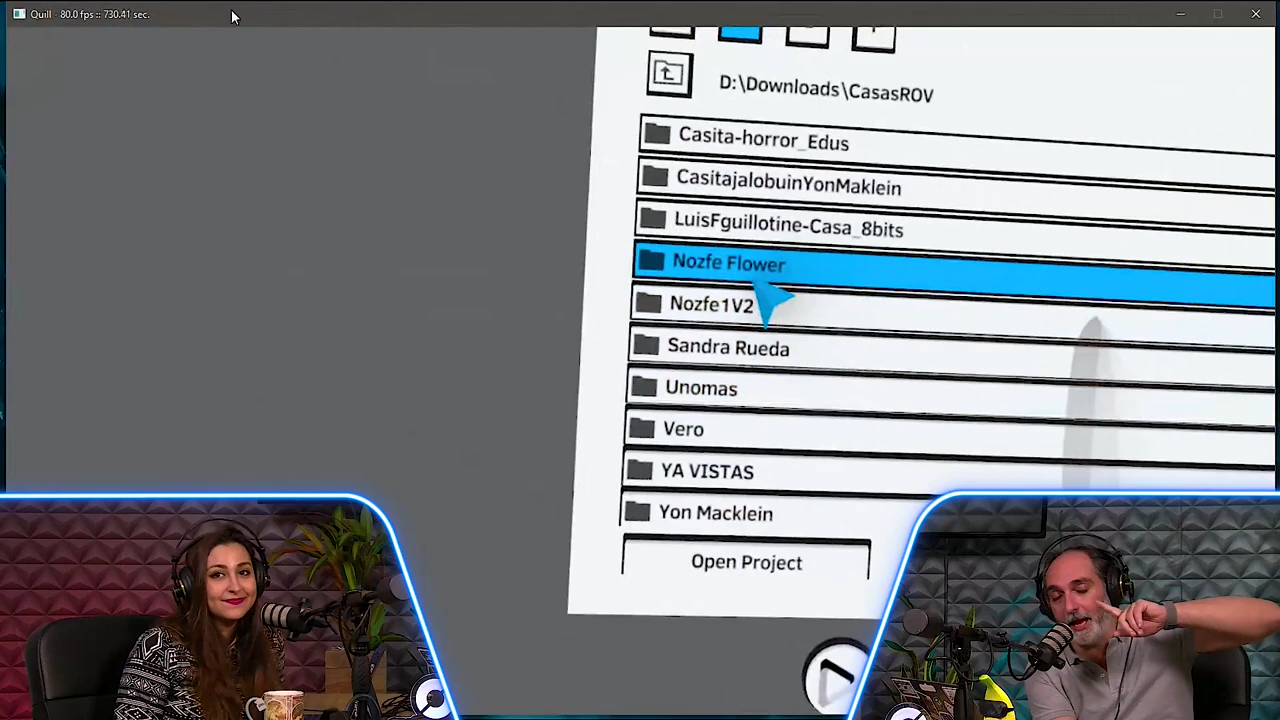 Quill - 80.0 fps :: 730.41 sec.
D:\Downloads\CasasROV
Casita-horror_Edus
CasitajalobuinYonMaklein
LuisFguillotine-Casa_8bits
Nozfe Flower
Nozfe1V2
Sandra Rueda
Unomas
Vero
YA VISTAS
Yon Macklein
Open Project